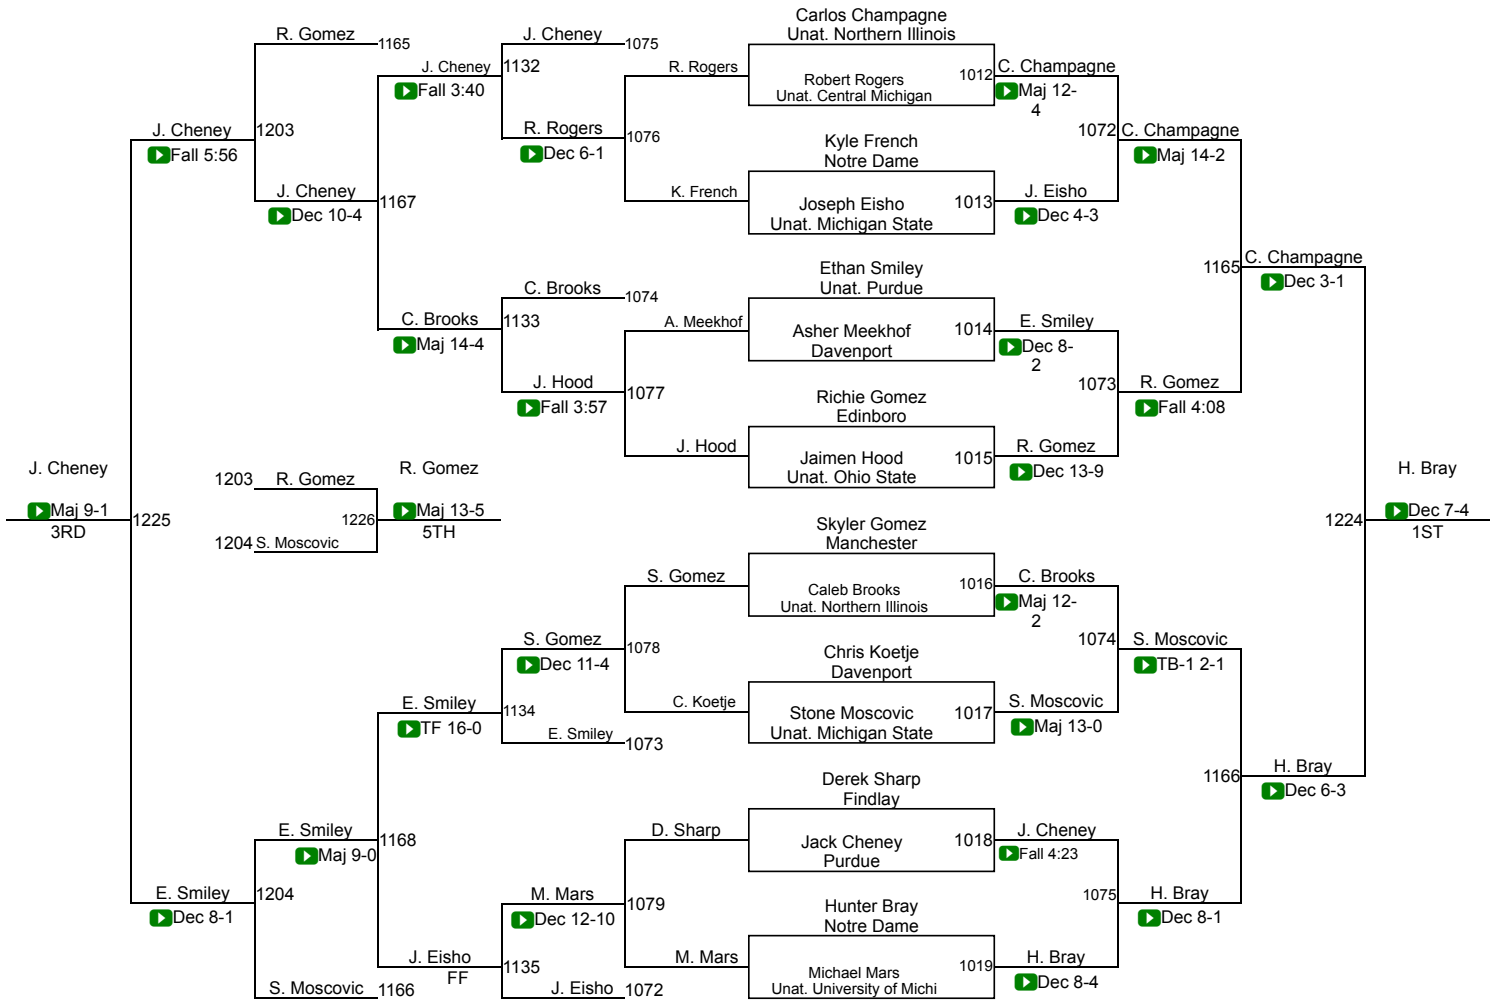 Carlos Champagne
Unat. Northern Illinois
R. Gomez 1165
J. Cheney 1075
J. Cheney 1132
Fall 3:40
R. Rogers
Robert Rogers 1012
Unat. Central Michigan
C. Champagne
Maj 12-
4
J. Cheney 1203
Fall 5:56
R. Rogers 1076
Dec 6-1
Kyle French
Notre Dame
1072 C. Champagne
Maj 14-2
J. Cheney 1167
Dec 10-4
K. French
Joseph Eisho 1013
Unat. Michigan State
J. Eisho
Dec 4-3
Ethan Smiley
Unat. Purdue
1165 C. Champagne
Dec 3-1
C. Brooks 1074
C. Brooks 1133
Maj 14-4
A. Meekhof
Asher Meekhof 1014
Davenport
E. Smiley
Dec 8-
2
J. Hood 1077
Fall 3:57
Richie Gomez
Edinboro
1073 R. Gomez
Fall 4:08
J. Hood
Jaimen Hood 1015
Unat. Ohio State
R. Gomez
Dec 13-9
J. Cheney
Maj 9-1
3RD
1225
1203 R. Gomez
1204 S. Moscovic
1226
R. Gomez
Maj 13-5
5TH
Skyler Gomez
Manchester
1224
H. Bray
Dec 7-4
1ST
S. Gomez
Caleb Brooks 1016
Unat. Northern Illinois
C. Brooks
Maj 12-
2
S. Gomez 1078
Dec 11-4
Chris Koetje
Davenport
1074 S. Moscovic
TB-1 2-1
E. Smiley 1134
TF 16-0
C. Koetje
Stone Moscovic 1017
Unat. Michigan State
S. Moscovic
Maj 13-0
E. Smiley 1073
Derek Sharp
Findlay
1166 H. Bray
Dec 6-3
E. Smiley 1168
Maj 9-0
D. Sharp
Jack Cheney 1018
Purdue
J. Cheney
Fall 4:23
E. Smiley 1204
Dec 8-1
M. Mars 1079
Dec 12-10
Hunter Bray
Notre Dame
1075 H. Bray
Dec 8-1
J. Eisho 1135
FF
M. Mars
Michael Mars 1019
Unat. University of Michi
H. Bray
Dec 8-4
S. Moscovic 1166
J. Eisho 1072